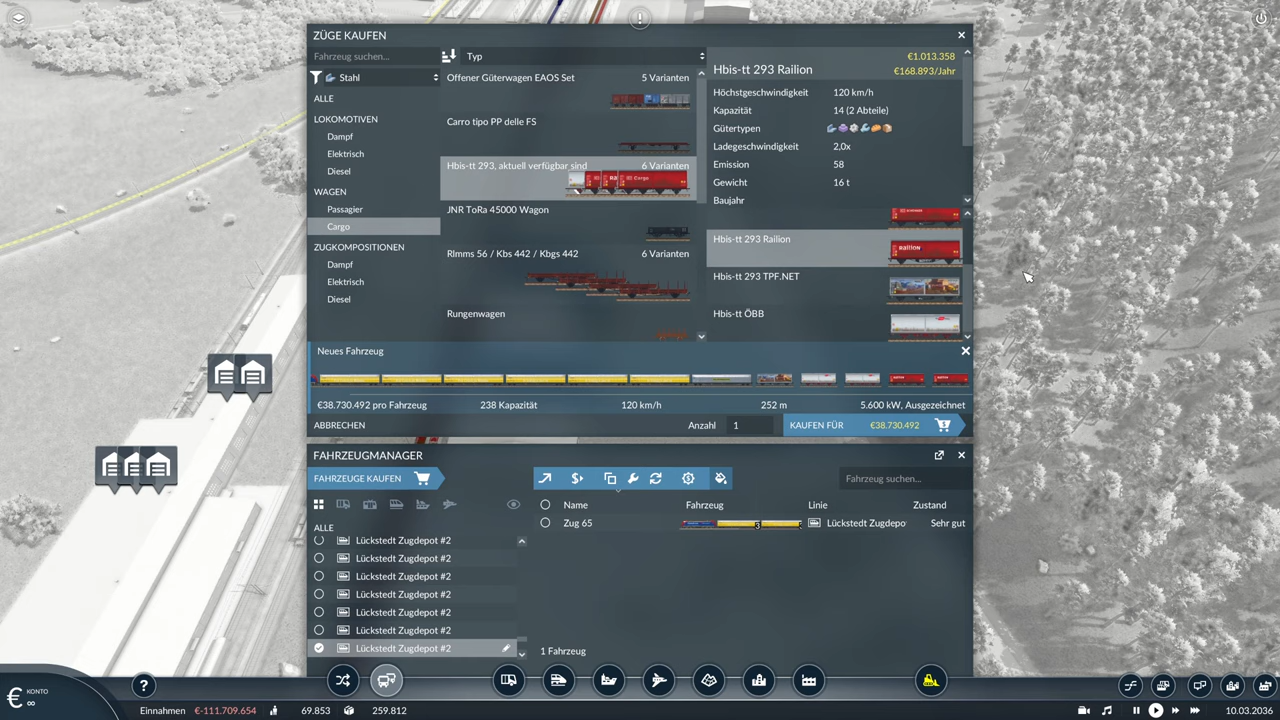 ZÜGE KAUFEN
Fahrzeug suchen...
Typ
Stahl
ALLE
LOKOMOTIVEN
Dampf
Elektrisch
Diesel
WAGEN
Passagier
Cargo
ZUGKOMPOSITIONEN
Dampf
Elektrisch
Diesel
Offener Güterwagen EAOS Set 5 Varianten
Carro tipo PP delle FS
Hbis-tt 293, aktuell verfügbar sind 6 Varianten
Cargo
JNR ToRa 45000 Wagon
Rlmms 56 / Kbs 442 / Kbgs 442 6 Varianten
Rungenwagen
€1.013.358
Hbis-tt 293 Railion €168.893/Jahr
Höchstgeschwindigkeit 120 km/h
Kapazität 14 (2 Abteile)
Gütertypen
Ladegeschwindigkeit 2,0x
Emission 58
Gewicht 16 t
Baujahr
Hbis-tt 293 Railion
RAILION
Hbis-tt 293 TPF.NET
Hbis-tt ÖBB
Neues Fahrzeug
€38.730.492 pro Fahrzeug 238 Kapazität 120 km/h 252 m 5.600 kW, Ausgezeichnet
ABBRECHEN Anzahl 1 KAUFEN FÜR €38.730.492
FAHRZEUGMANAGER
FAHRZEUGE KAUFEN
Fahrzeug suchen...
ALLE
Lückstedt Zugdepot #2
Lückstedt Zugdepot #2
Lückstedt Zugdepot #2
Lückstedt Zugdepot #2
Lückstedt Zugdepot #2
Lückstedt Zugdepot #2
Lückstedt Zugdepot #2
Name Fahrzeug Linie Zustand
Zug 65 3 Lückstedt Zugdepo Sehr gut
1 Fahrzeug
€ KONTO
∞
?
Einnahmen €-111.709.654 69.853 259.812 10.03.2036